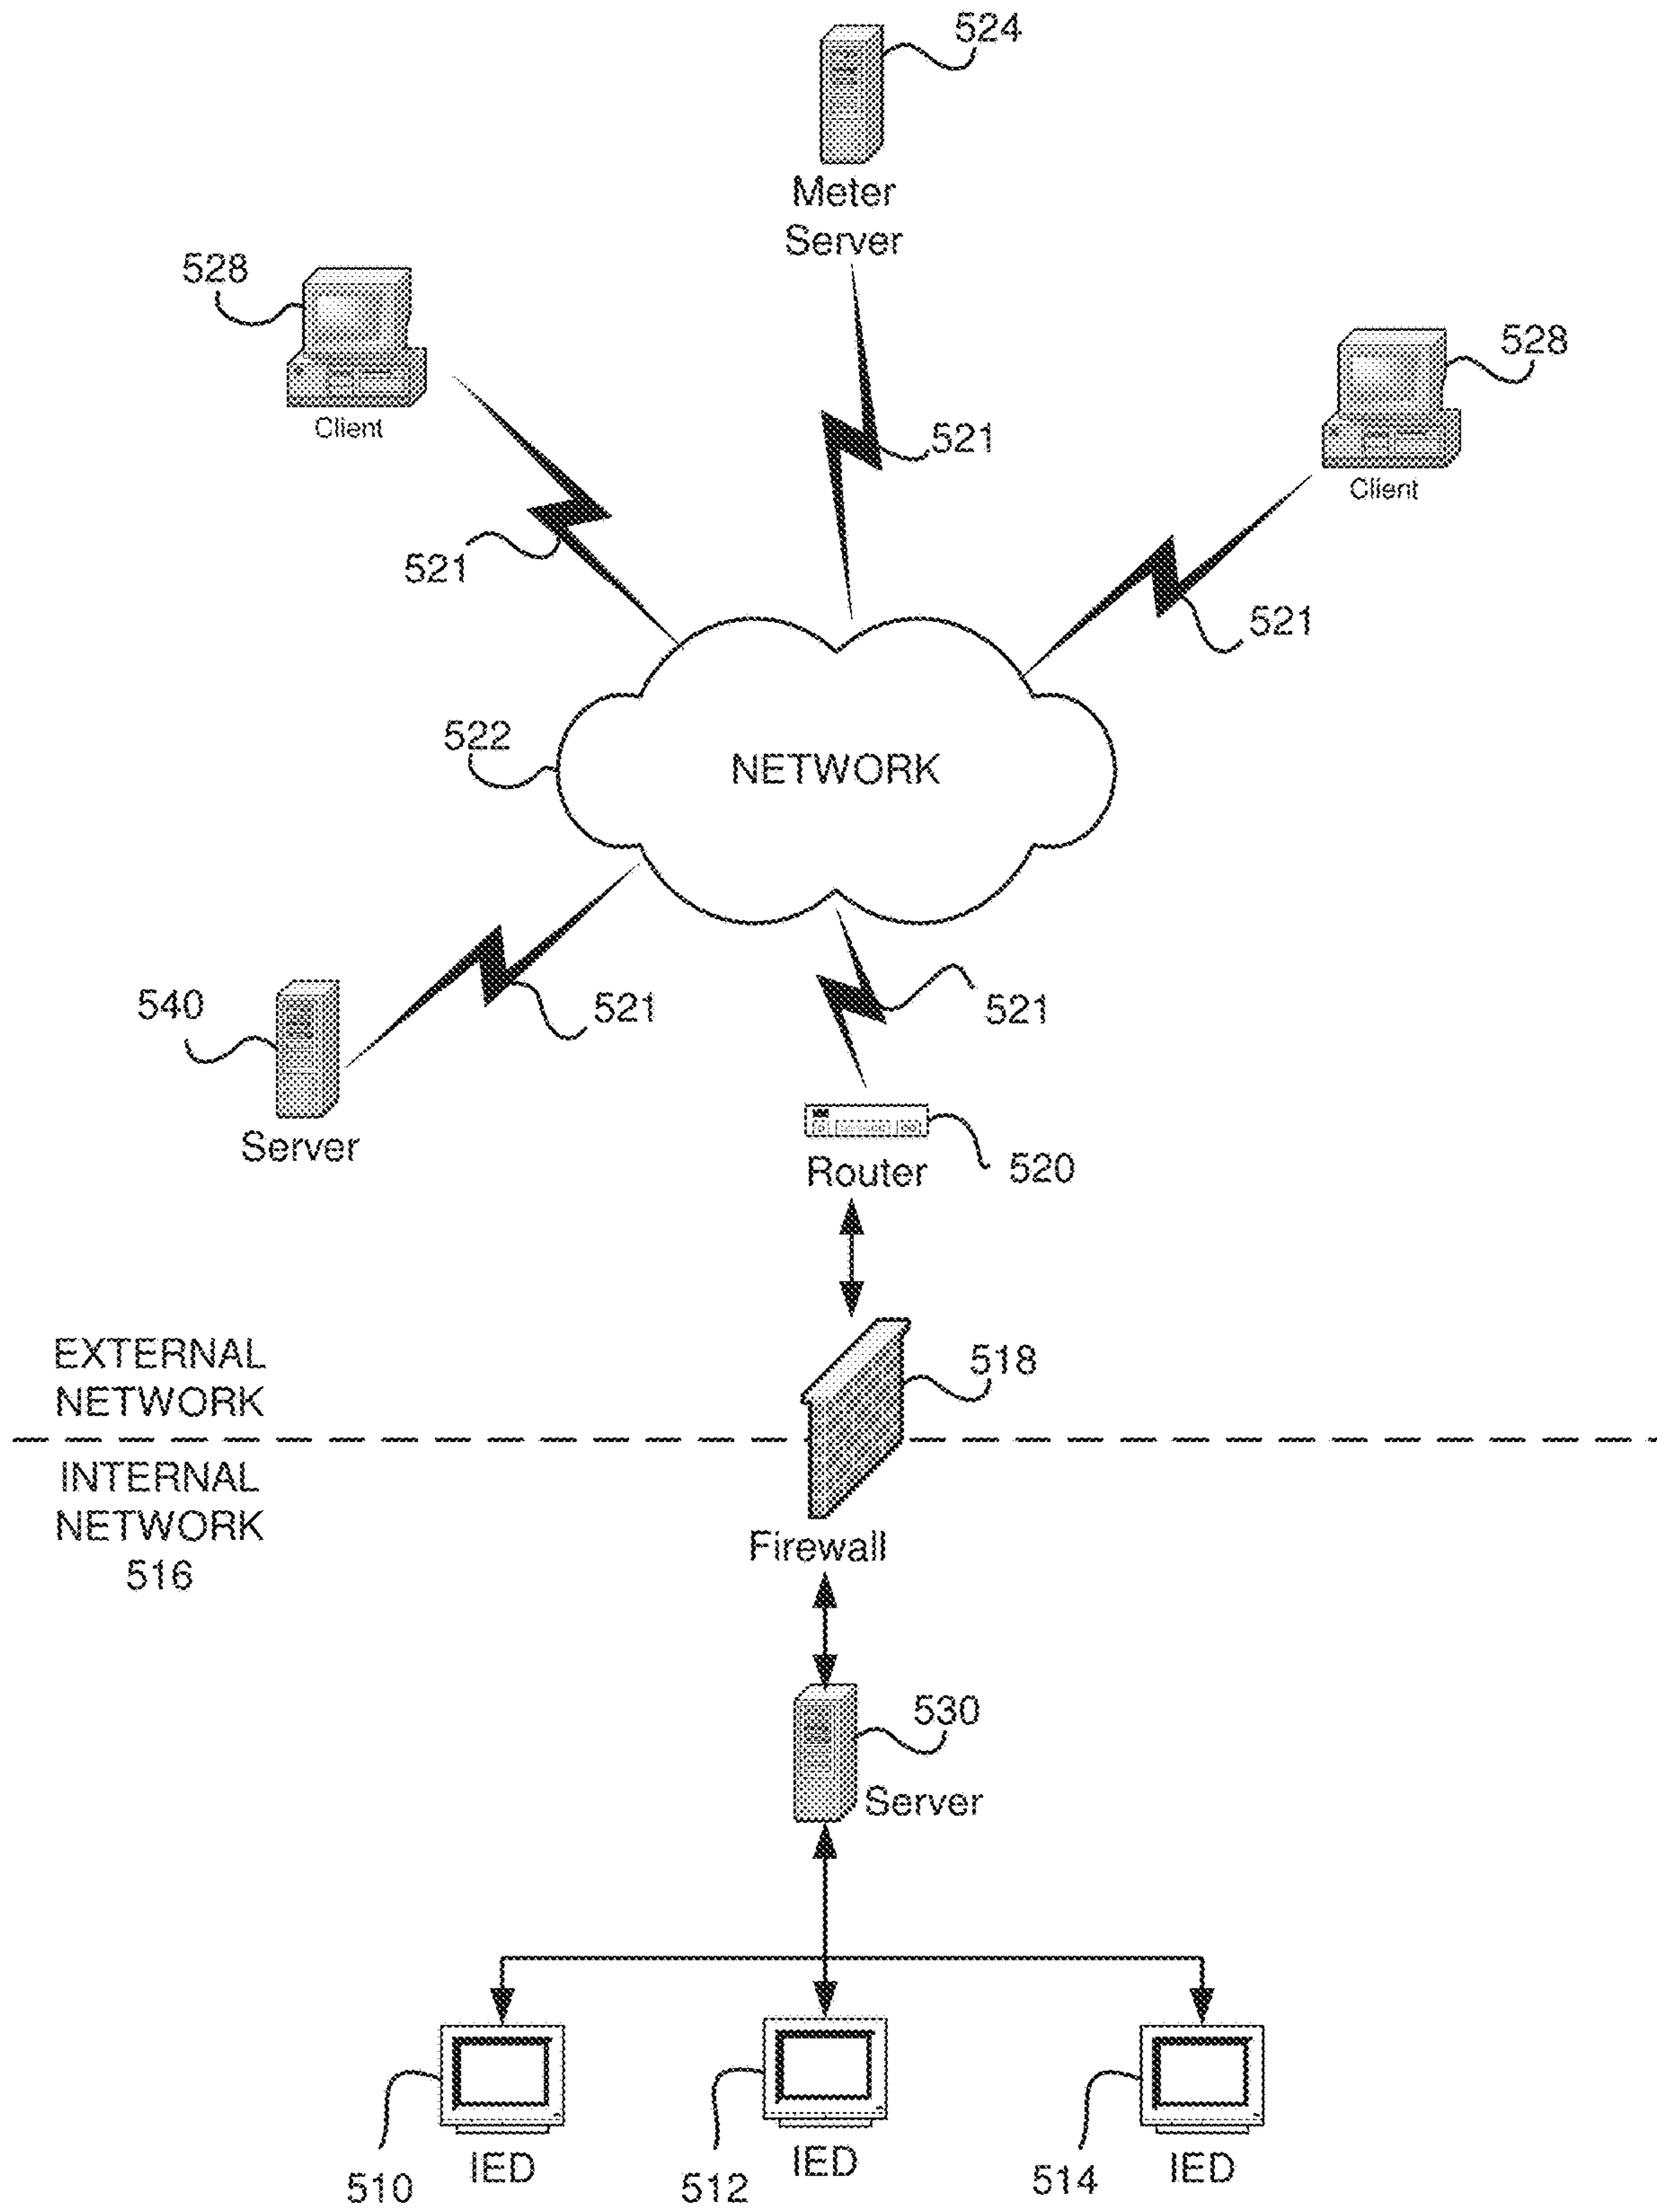 524
Meter
Server
528
Client
528
Client
521
521
521
522
NETWORK
540
Server
521
521
Router
520
EXTERNAL
NETWORK
518
INTERNAL
NETWORK
516
Firewall
530
Server
510
IED
512
IED
514
IED